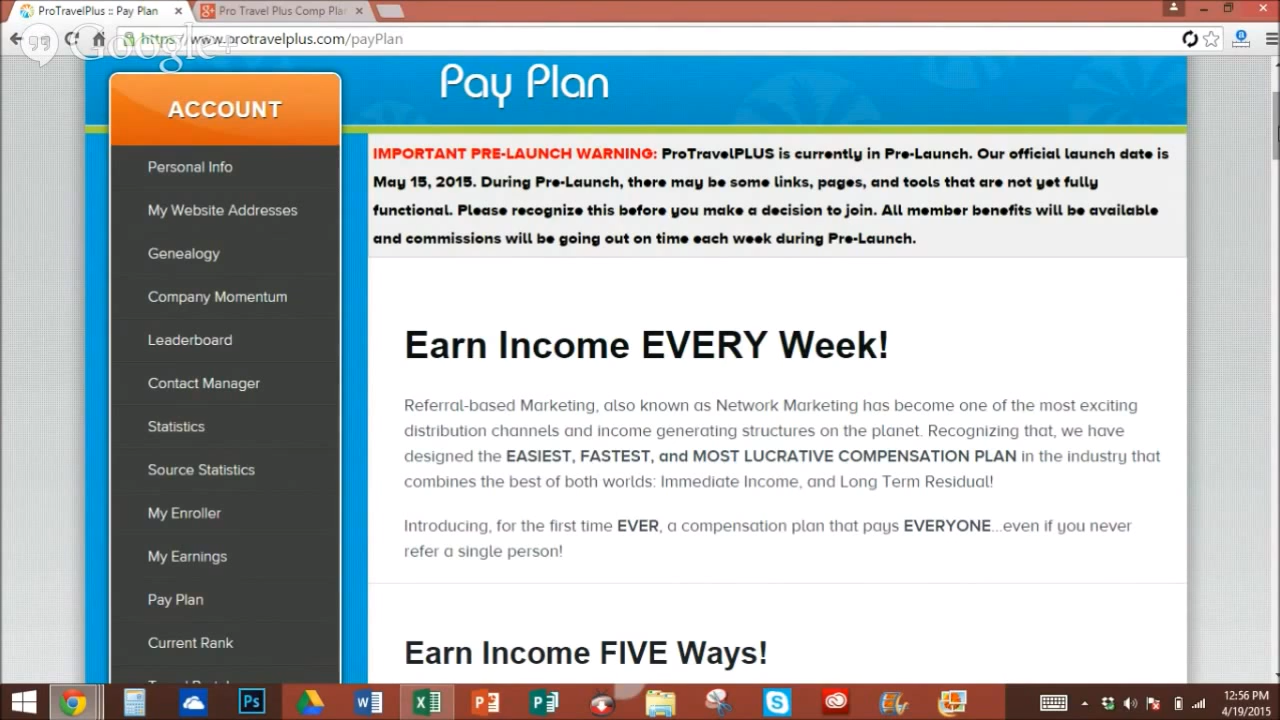 ProTravelPlus :: Pay Plan
Pro Travel Plus Comp Pla
https://www.protravelplus.com/payPlan
Google+
Pay Plan
ACCOUNT
Personal Info
My Website Addresses
Genealogy
Company Momentum
Leaderboard
Contact Manager
Statistics
Source Statistics
My Enroller
My Earnings
Pay Plan
Current Rank
IMPORTANT PRE-LAUNCH WARNING: ProTravelPLUS is currently in Pre-Launch. Our official launch date is
May 15, 2015. During Pre-Launch, there may be some links, pages, and tools that are not yet fully
functional. Please recognize this before you make a decision to join. All member benefits will be available
and commissions will be going out on time each week during Pre-Launch.
Earn Income EVERY Week!
Referral-based Marketing, also known as Network Marketing has become one of the most exciting
distribution channels and income generating structures on the planet. Recognizing that, we have
designed the EASIEST, FASTEST, and MOST LUCRATIVE COMPENSATION PLAN in the industry that
combines the best of both worlds: Immediate Income, and Long Term Residual!
Introducing, for the first time EVER, a compensation plan that pays EVERYONE...even if you never
refer a single person!
Earn Income FIVE Ways!
12:56 PM
4/19/2015